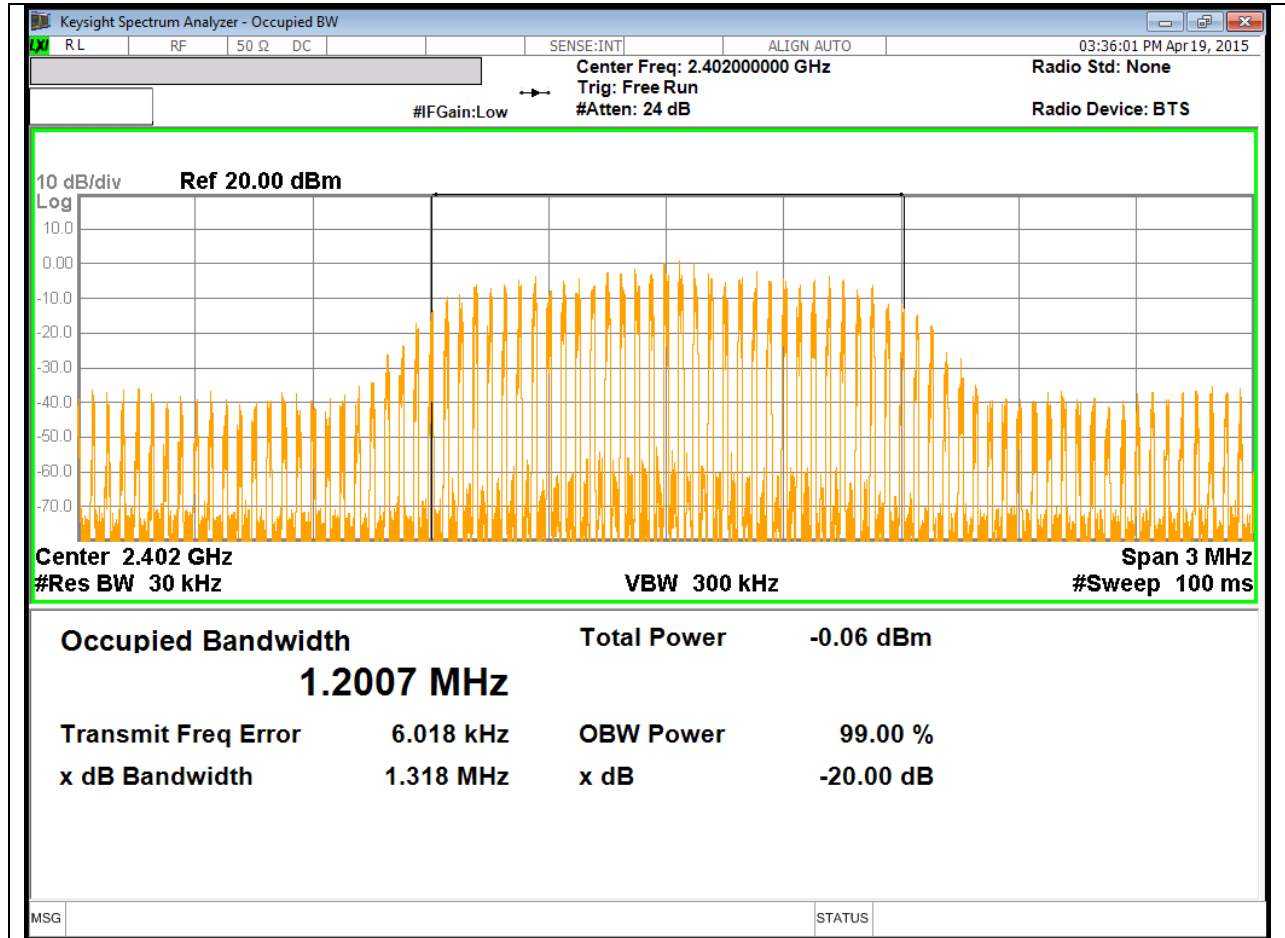 Keysight Spectrum Analyzer - Occupied BW
LXI RL RF 50 Ω DC SENSE:INT ALIGN AUTO 03:36:01 PM Apr 19, 2015
Center Freq: 2.402000000 GHz Radio Std: None
Trig: Free Run
#IFGain:Low #Atten: 24 dB Radio Device: BTS
10 dB/div Ref 20.00 dBm
Log
10.0
0.00
-10.0
-20.0
-30.0
-40.0
-50.0
-60.0
-70.0
Center 2.402 GHz Span 3 MHz
#Res BW 30 kHz VBW 300 kHz #Sweep 100 ms
Occupied Bandwidth Total Power -0.06 dBm
1.2007 MHz
Transmit Freq Error 6.018 kHz OBW Power 99.00 %
x dB Bandwidth 1.318 MHz x dB -20.00 dB
MSG STATUS